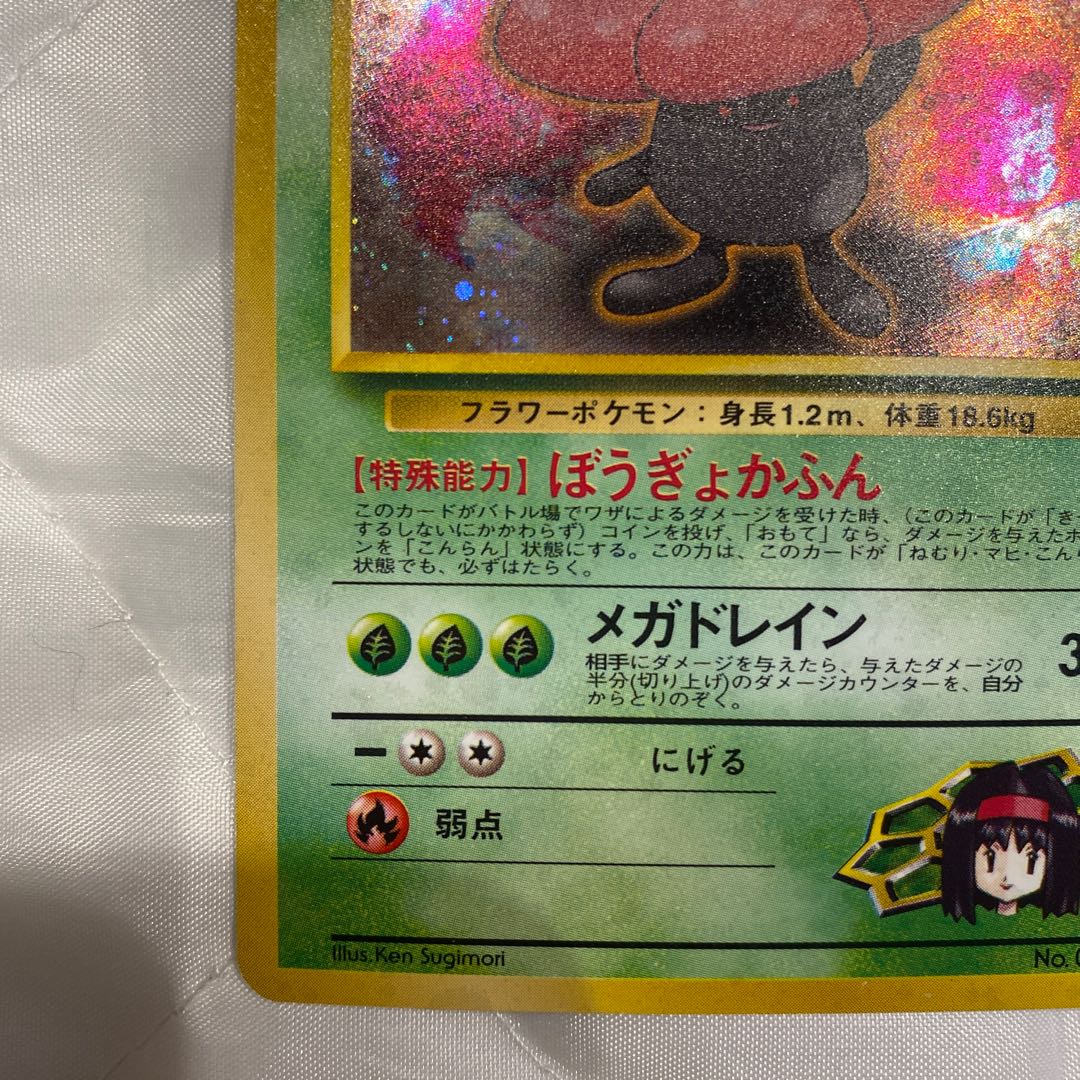 フラワーポケモン：身長1.2m、体重18.6kg
【特殊能力】ぼうぎょかふん
このカードがバトル場でワザによるダメージを受けた時、（このカードが「き
するしないにかかわらず）コインを投げ、「おもて」なら、ダメージを与えたポ
ンを「こんらん」状態にする。この力は、このカードが「ねむり・マヒ・こん
状態でも、必ずはたらく。
メガドレイン
3
相手にダメージを与えたら、与えたダメージの
半分(切り上げ)のダメージカウンターを、自分
からとりのぞく。
にげる
弱点
Illus. Ken Sugimori
No. 0